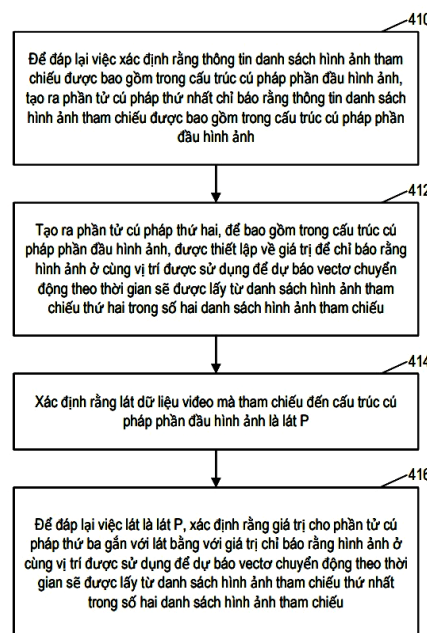 410
Để đáp lại việc xác định rằng thông tin danh sách hình ảnh tham
chiếu được bao gồm trong cấu trúc cú pháp phần đầu hình ảnh,
tạo ra phần tử cú pháp thứ nhất chỉ báo rằng thông tin danh sách
hình ảnh tham chiếu được bao gồm trong cấu trúc cú pháp phần
đầu hình ảnh
412
Tạo ra phần tử cú pháp thứ hai, để bao gồm trong cấu trúc cú
pháp phần đầu hình ảnh, được thiết lập về giá trị để chỉ báo rằng
hình ảnh ở cùng vị trí được sử dụng để dự báo vectơ chuyển
động theo thời gian sẽ được lấy từ danh sách hình ảnh tham
chiếu thứ hai trong số hai danh sách hình ảnh tham chiếu
414
Xác định rằng lát dữ liệu video mà tham chiếu đến cấu trúc cú
pháp phần đầu hình ảnh là lát P
416
Để đáp lại việc lát là lát P, xác định rằng giá trị cho phần tử cú
pháp thứ ba gắn với lát bằng với giá trị chỉ báo rằng hình ảnh ở
cùng vị trí được sử dụng để dự báo vectơ chuyển động theo thời
gian sẽ được lấy từ danh sách hình ảnh tham chiếu thứ nhất
trong số hai danh sách hình ảnh tham chiếu